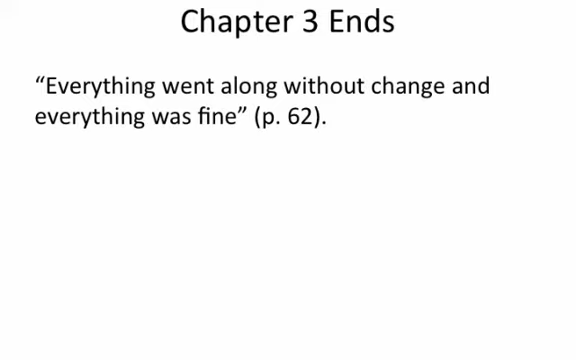 Chapter 3 Ends
“Everything went along without change and
everything was fine” (p. 62).